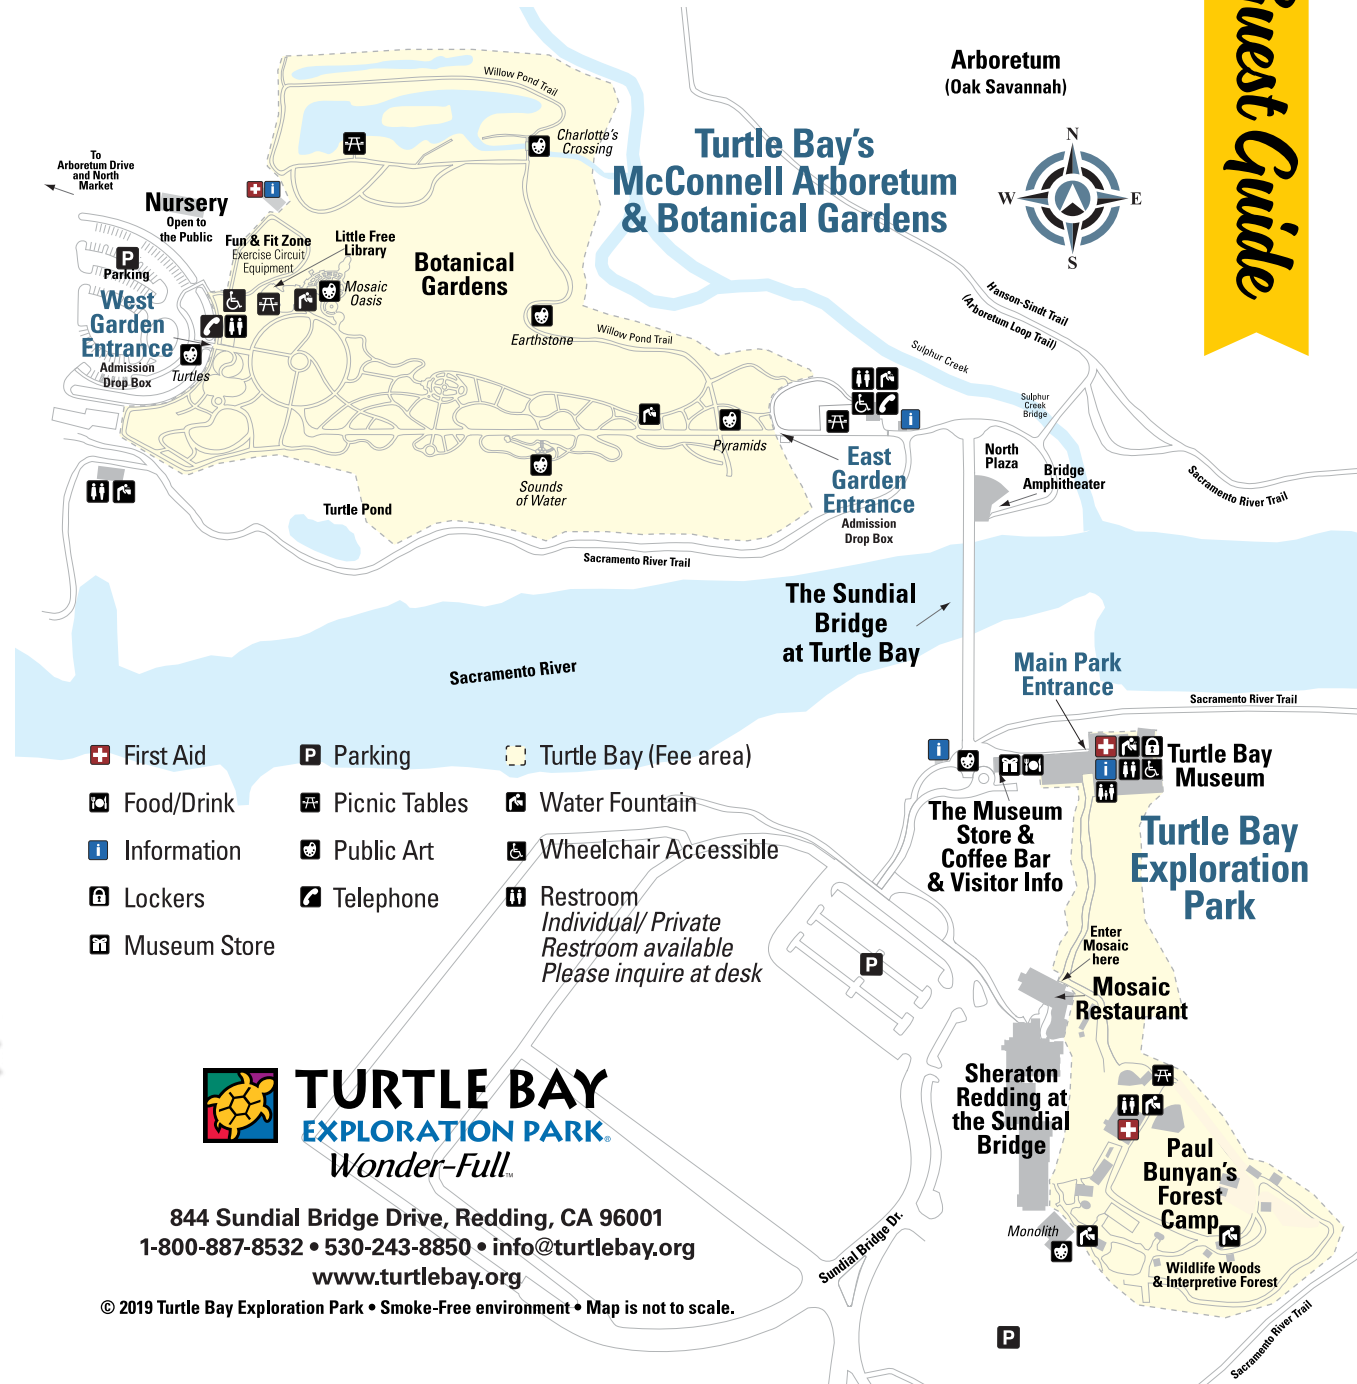 Guest Guide
Arboretum
(Oak Savannah)
Willow Pond Trail
Charlotte's
Crossing
Turtle Bay's
McConnell Arboretum
& Botanical Gardens
N
W
E
S
To
Arboretum Drive
and North
Market
Nursery
Open to
the Public
i
Fun & Fit Zone
Exercise Circuit
Equipment
Little Free
Library
Botanical
Gardens
P
Parking
Mosaic
Oasis
West
Garden
Entrance
Admission
Drop Box
Turtles
Earthstone
Willow Pond Trail
Hanson-Sindt Trail
(Arboretum Loop Trail)
Sulphur Creek
Sulphur
Creek
Bridge
Pyramids
i
East
Garden
Entrance
Admission
Drop Box
North
Plaza
Bridge
Amphitheater
Sacramento River Trail
Sounds
of Water
Turtle Pond
Sacramento River Trail
The Sundial
Bridge
at Turtle Bay
Sacramento River
Main Park
Entrance
Sacramento River Trail
i
i
Turtle Bay
Museum
The Museum
Store &
Coffee Bar
& Visitor Info
Turtle Bay
Exploration
Park
First Aid
Food/Drink
i Information
Lockers
Museum Store
P Parking
Picnic Tables
Public Art
Telephone
Turtle Bay (Fee area)
Water Fountain
Wheelchair Accessible
Restroom
Individual/ Private
Restroom available
Please inquire at desk
P
Enter
Mosaic
here
Mosaic
Restaurant
Sheraton
Redding at
the Sundial
Bridge
Paul
Bunyan's
Forest
Camp
Monolith
Wildlife Woods
& Interpretive Forest
Sundial Bridge Dr.
P
Sacramento River Trail
TURTLE BAY
EXPLORATION PARK®
Wonder-Full™
844 Sundial Bridge Drive, Redding, CA 96001
1-800-887-8532 • 530-243-8850 • info@turtlebay.org
www.turtlebay.org
© 2019 Turtle Bay Exploration Park • Smoke-Free environment • Map is not to scale.